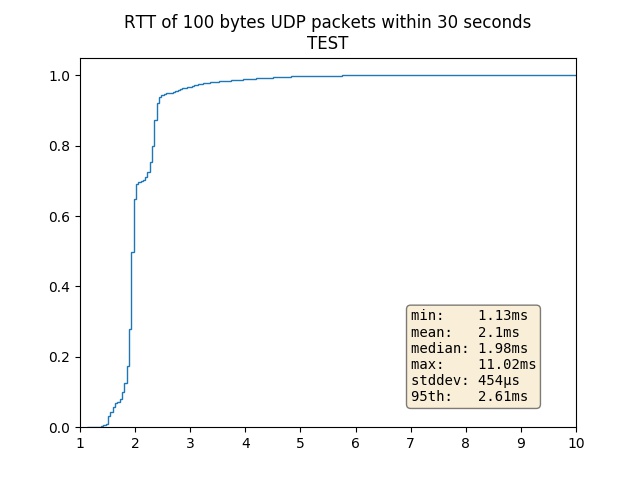 RTT of 100 bytes UDP packets within 30 seconds
TEST
1.0
0.8
0.6
0.4
0.2
0.0
min: 1.13ms
mean: 2.1ms
median: 1.98ms
max: 11.02ms
stddev: 454µs
95th: 2.61ms
1 2 3 4 5 6 7 8 9 10